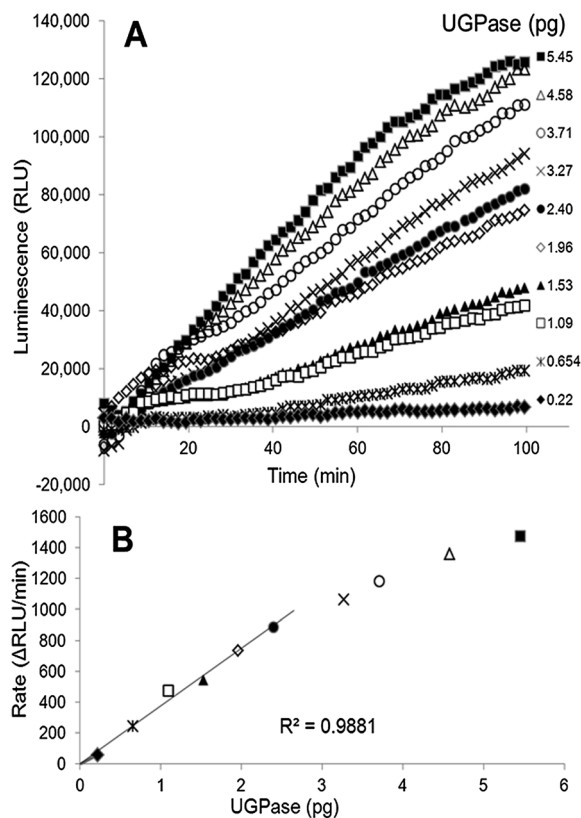 A
UGPase (pg)
140,000
120,000
100,000
80,000
60,000
40,000
20,000
0
-20,000
Luminescence (RLU)
20 40 60 80 100
Time (min)
5.45
4.58
3.71
3.27
2.40
1.96
1.53
1.09
0.654
0.22
B
1600
1400
1200
1000
800
600
400
200
0
Rate (ΔRLU/min)
R² = 0.9881
0 1 2 3 4 5 6
UGPase (pg)